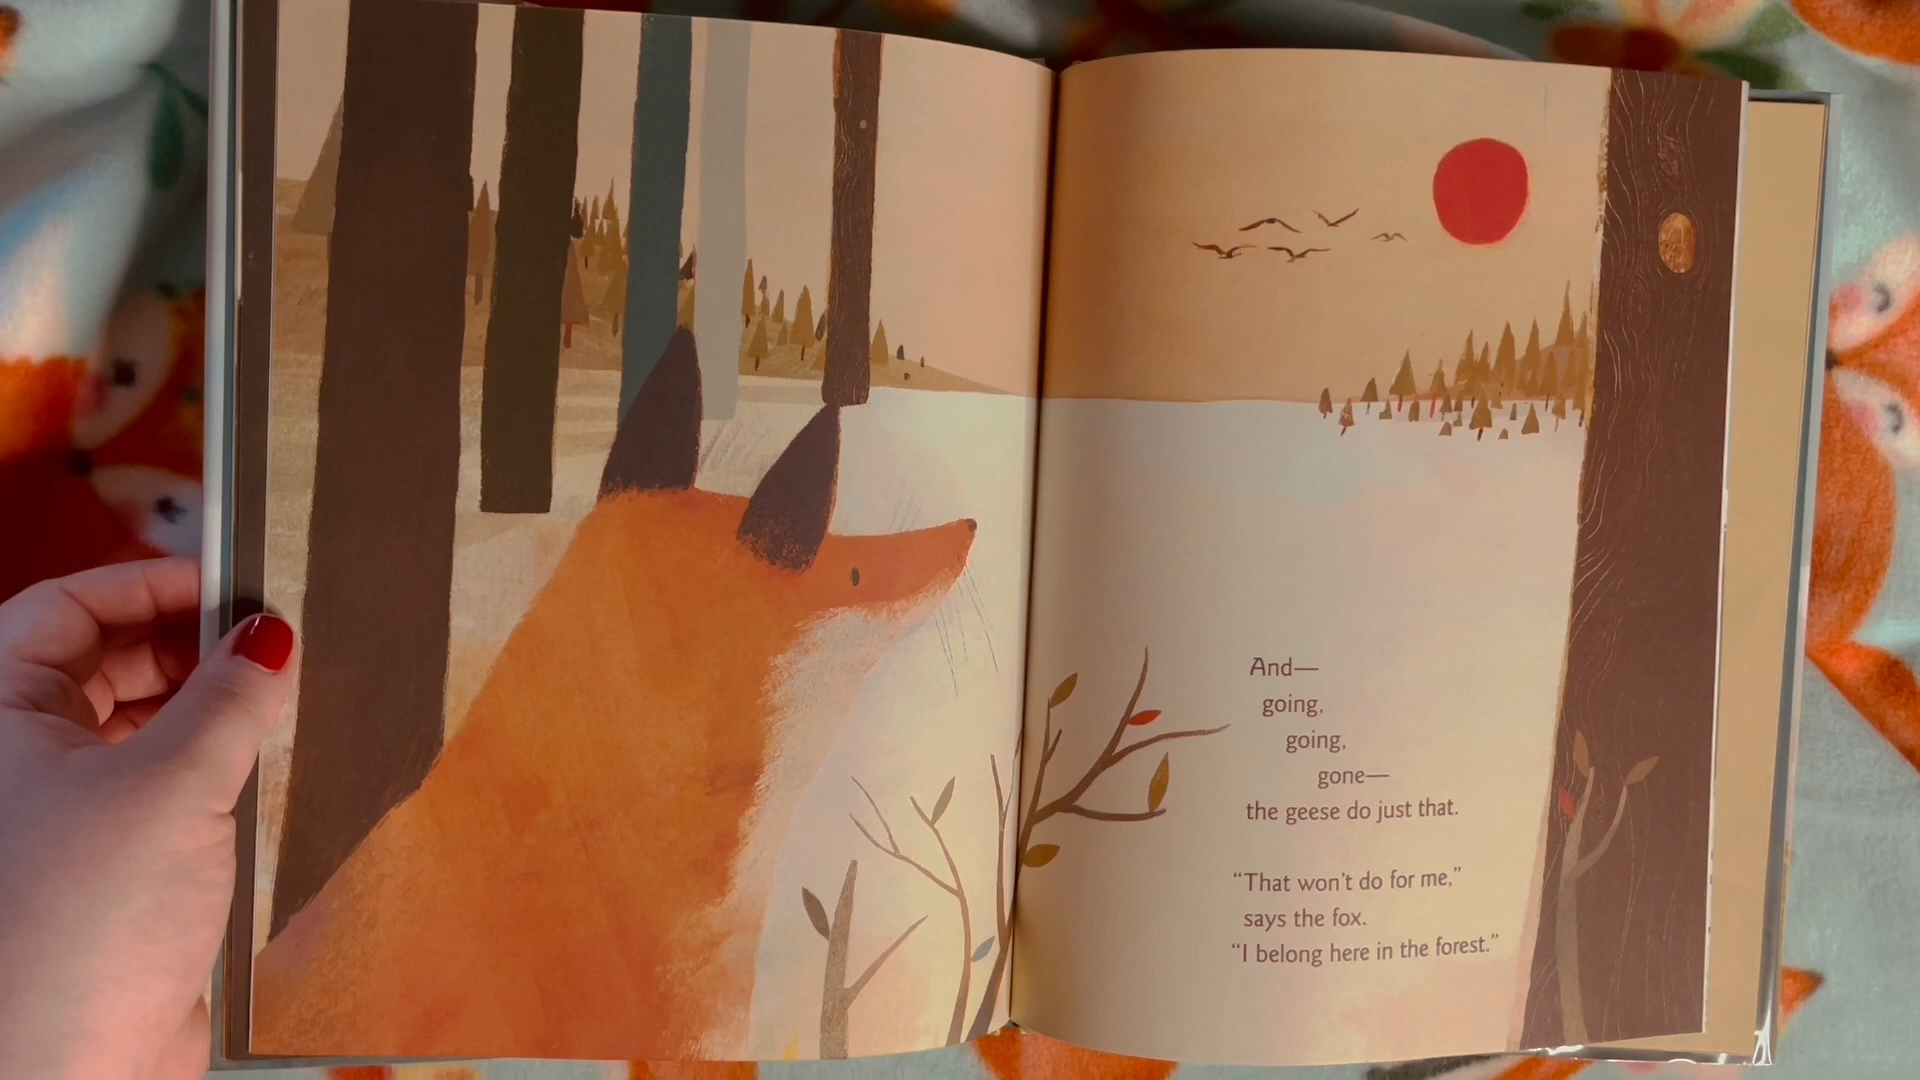 And—
going,
going,
gone—
the geese do just that.
“That won’t do for me,”
says the fox.
“I belong here in the forest.”